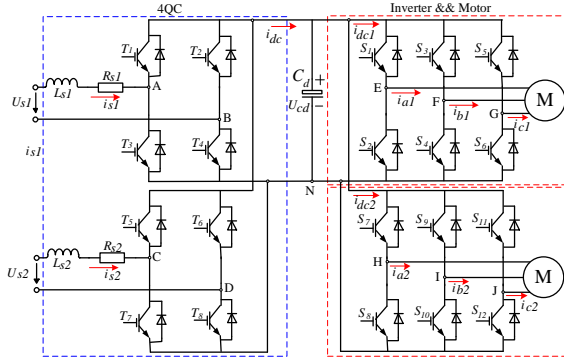 4QC
Inverter && Motor
T1
T2
idc
idc1
S1
S3
S5
Rs1
A
Cd
+
E
M
Us1
Ls1
is1
Ucd
−
ia1
F
ib1
B
G
ic1
is1
T3
T4
S2
S4
S6
N
T5
T6
idc2
S7
S9
S11
Rs2
C
H
M
Us2
Ls2
is2
ia2
I
ib2
D
J
ic2
T7
T8
S8
S10
S12